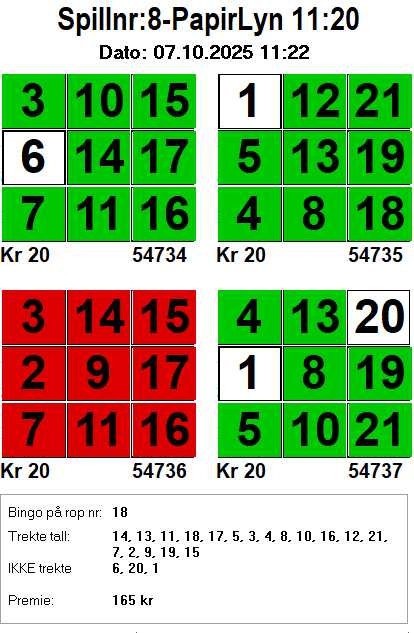 Spillnr:8-PapirLyn 11:20
Dato: 07.10.2025 11:22
3 10 15
6 14 17
7 11 16
Kr 20 54734
1 12 21
5 13 19
4 8 18
Kr 20 54735
3 14 15
2 9 17
7 11 16
Kr 20 54736
4 13 20
1 8 19
5 10 21
Kr 20 54737
Bingo på rop nr: 18
Trekte tall: 14, 13, 11, 18, 17, 5, 3, 4, 8, 10, 16, 12, 21,
7, 2, 9, 19, 15
IKKE trekte 6, 20, 1
Premie: 165 kr